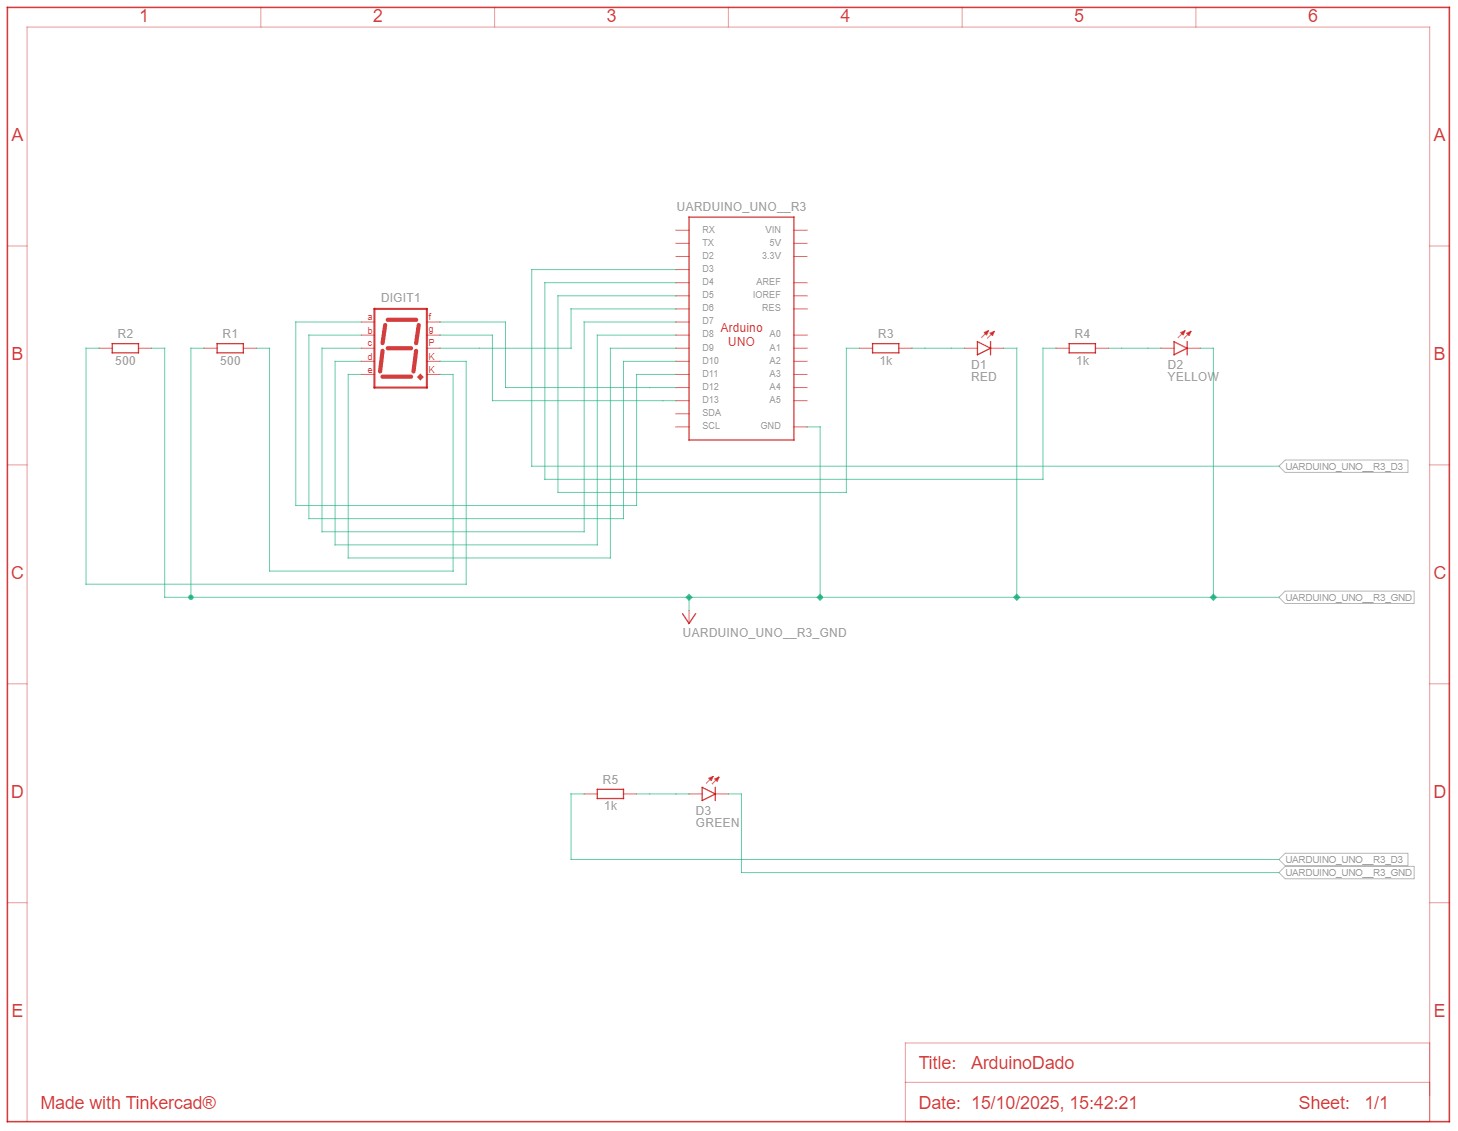 1 2 3 4 5 6
A A
UARDUINO_UNO__R3
RX VIN
TX 5V
D2 3.3V
D3
D4 AREF
D5 IOREF
D6 RES
D7
D8 A0
D9 A1
D10 A2
D11 A3
D12 A4
D13 A5
SDA
SCL GND
Arduino
UNO
DIGIT1
a f
b g
c P
d K
e K
B B
R2
500
R1
500
R3
1k
D1
RED
R4
1k
D2
YELLOW
UARDUINO_UNO__R3_D3
C C
UARDUINO_UNO__R3_GND
UARDUINO_UNO__R3_GND
D D
R5
1k
D3
GREEN
UARDUINO_UNO__R3_D3
UARDUINO_UNO__R3_GND
E E
Title: ArduinoDado
Made with Tinkercad®
Date: 15/10/2025, 15:42:21 Sheet: 1/1